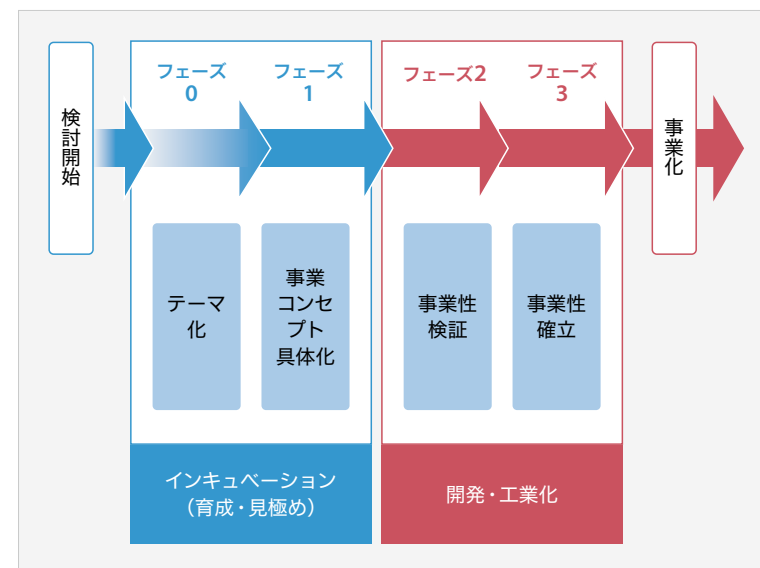 検討開始
フェーズ
0
フェーズ
1
フェーズ2
フェーズ
3
事業化
テーマ
化
事業
コンセ
プト
具体化
事業性
検証
事業性
確立
インキュベーション
（育成・見極め）
開発・工業化